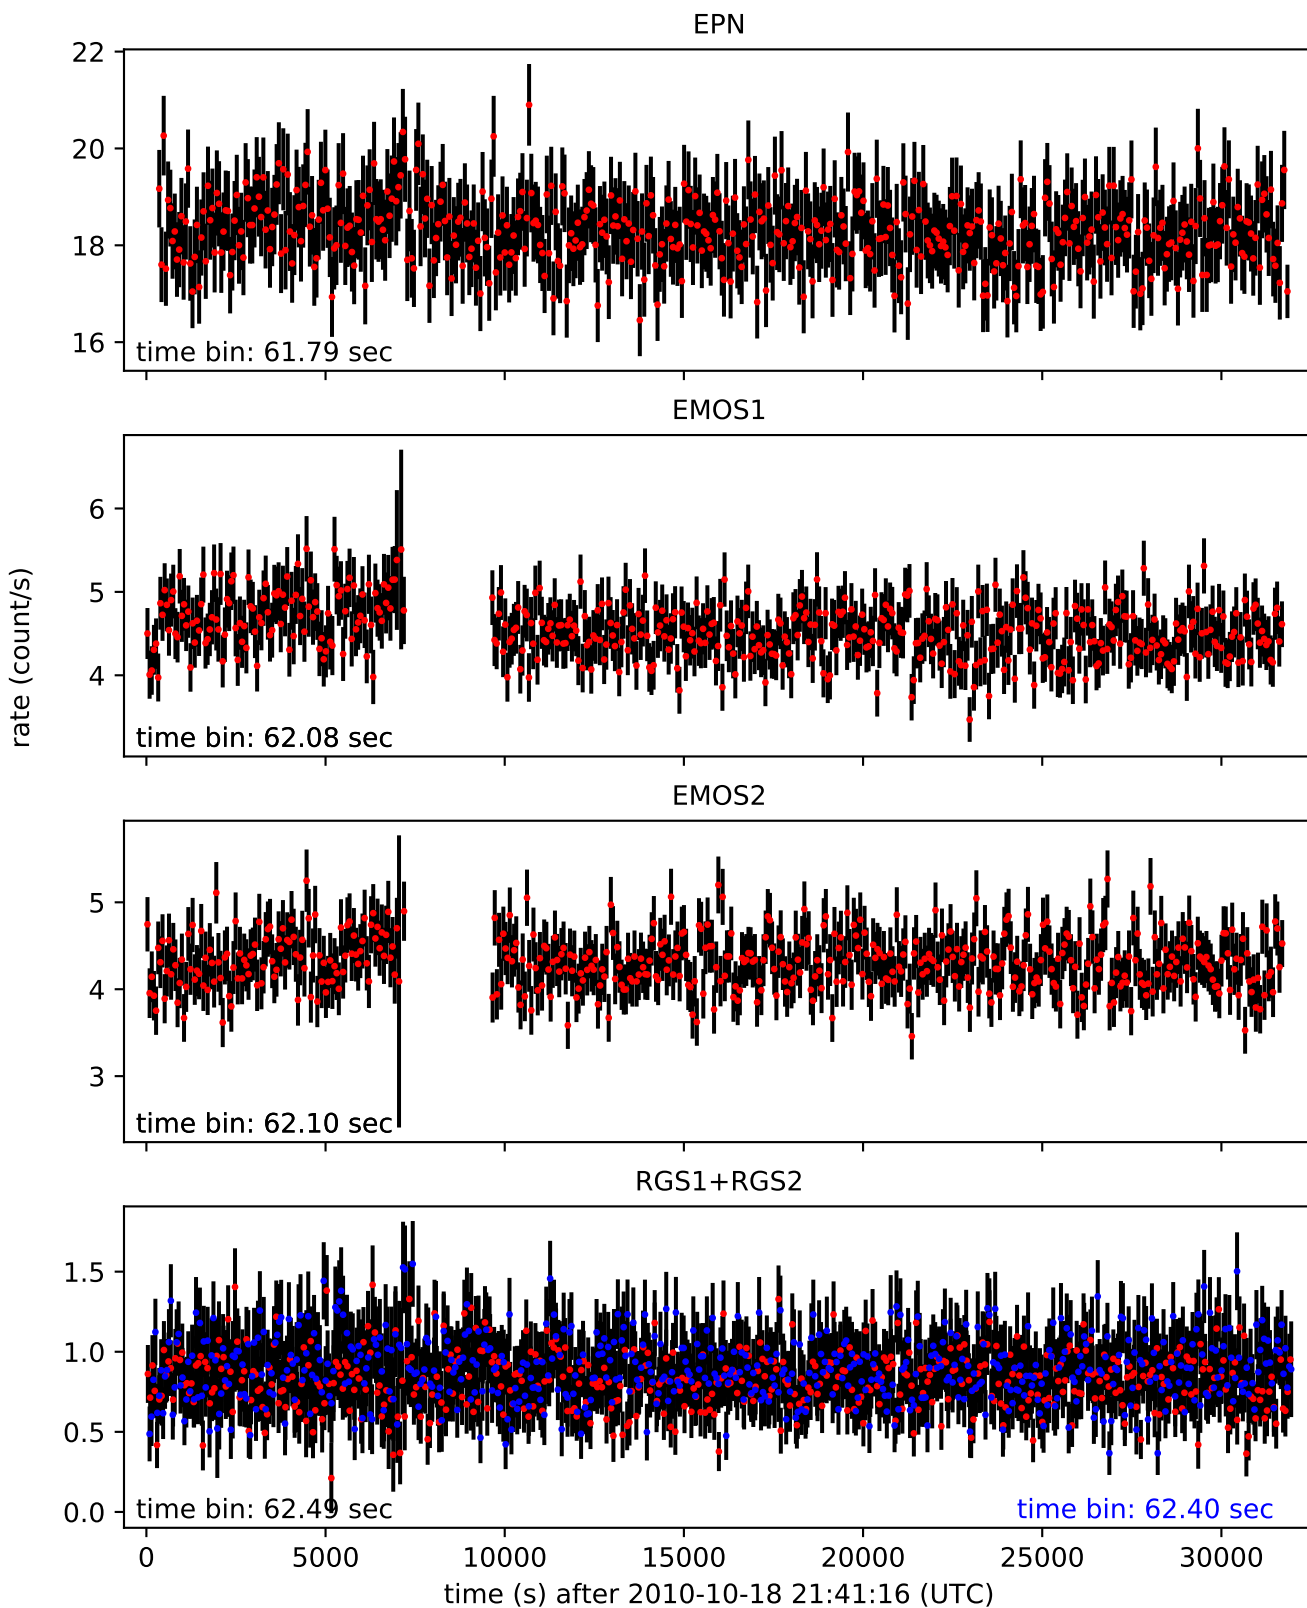 EPN
22
20
18
16
time bin: 61.79 sec
EMOS1
6
5
4
time bin: 62.08 sec
rate (count/s)
EMOS2
5
4
3
time bin: 62.10 sec
RGS1+RGS2
1.5
1.0
0.5
0.0
time bin: 62.49 sec
time bin: 62.40 sec
0 5000 10000 15000 20000 25000 30000
time (s) after 2010-10-18 21:41:16 (UTC)